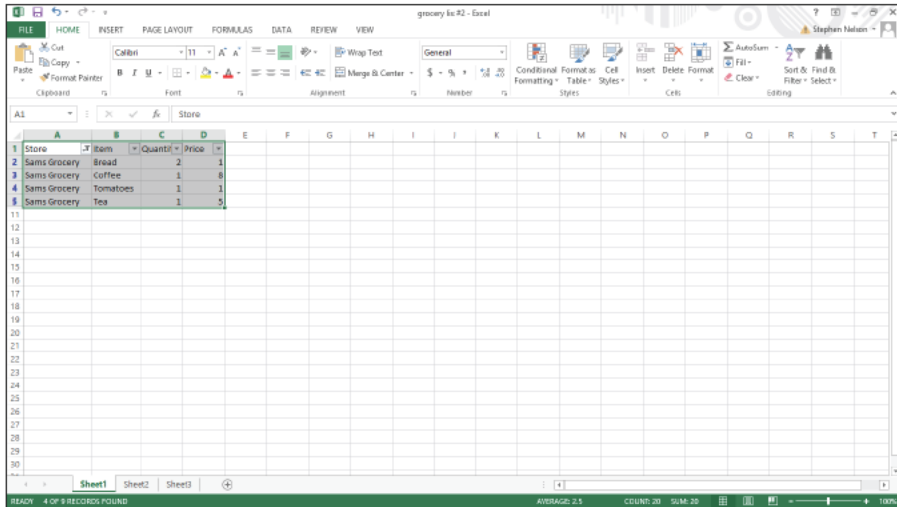 grocery lis #2 - Excel
FILE HOME INSERT PAGE LAYOUT FORMULAS DATA REVIEW VIEW Stephen Nelson
Paste Cut Copy Format Painter
Calibri 11 A A
B I U A
Wrap Text
Merge & Center
General
$ % ,
Conditional Formatting Format as Table Cell Styles
Insert Delete Format
AutoSum Fill Clear
Sort & Filter Find & Select
Clipboard Font Alignment Number Styles Cells Editing
A1 fx Store
A B C D E F G H I J K L M N O P Q R S T
1 Store Item Quantit Price
2 Sams Grocery Bread 2 1
3 Sams Grocery Coffee 1 8
4 Sams Grocery Tomatoes 1 1
5 Sams Grocery Tea 1 5
11
12
13
14
15
16
17
18
19
20
21
22
23
24
25
26
27
28
29
30
Sheet1 Sheet2 Sheet3
READY 4 OF 9 RECORDS FOUND AVERAGE: 2.5 COUNT: 20 SUM: 20 100%